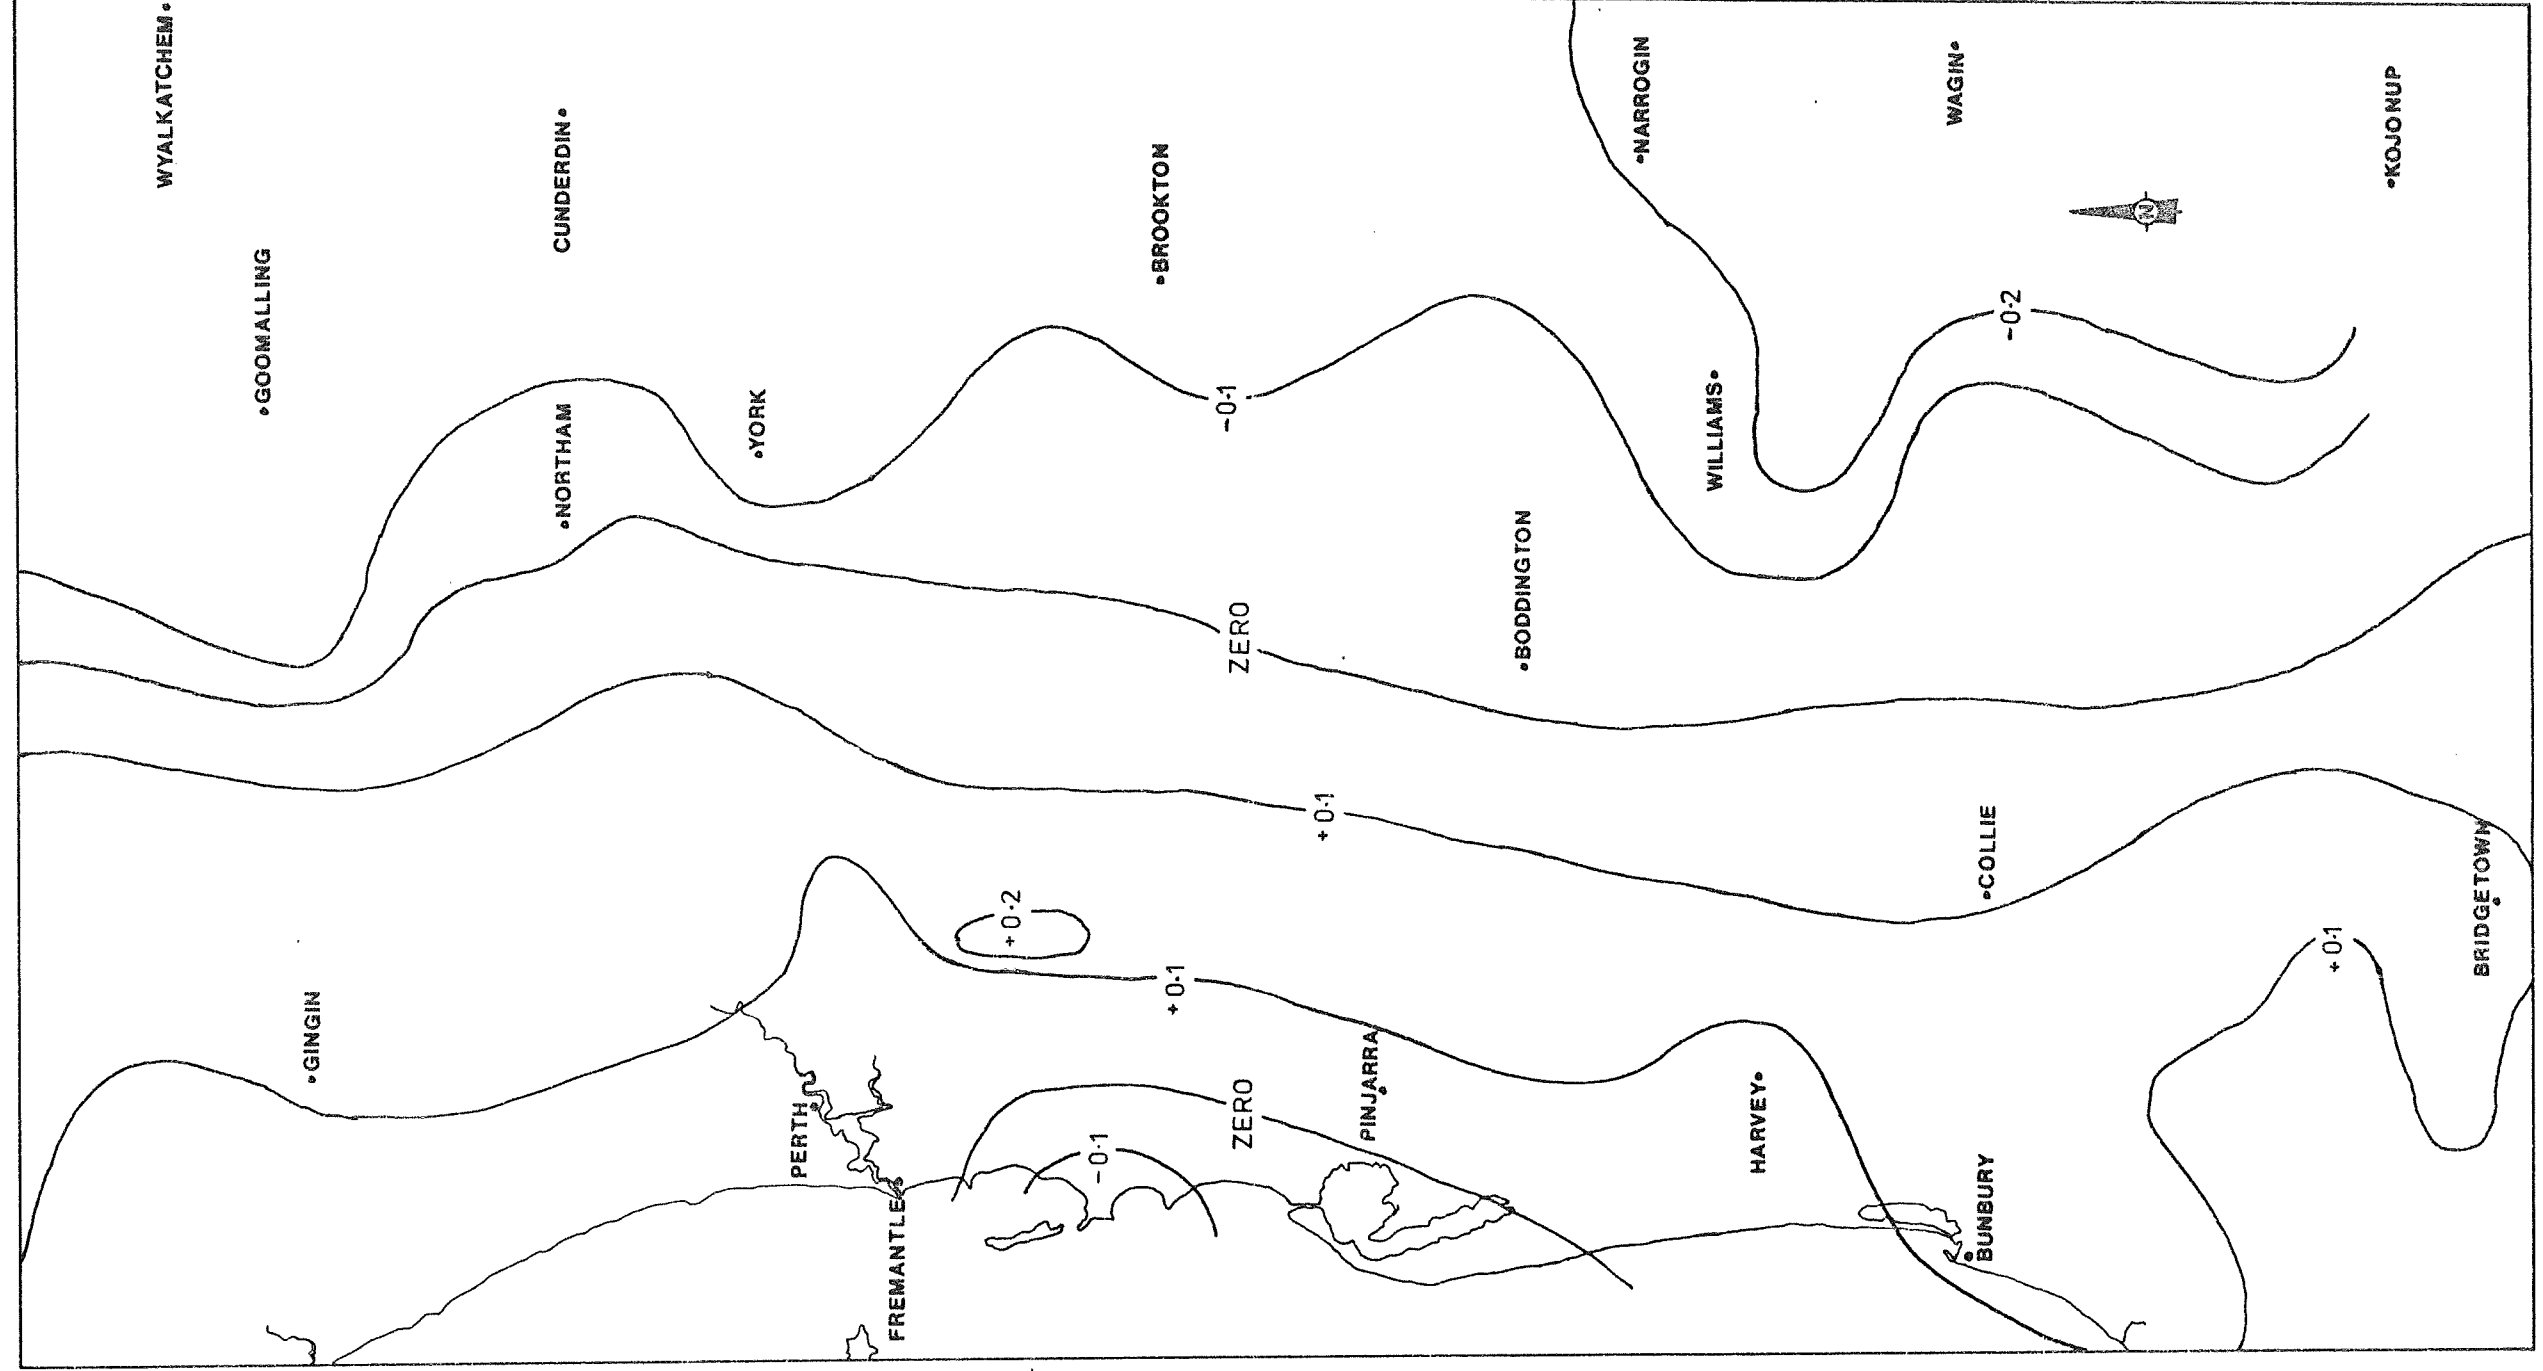 WYALKATCHEM
GOOMALLING
GINGIN
CUNDERDIN
NORTHAM
YORK
PERTH
FREMANTLE
BROOKTON
-0·1
ZERO
+0·1
+0·2
+0·1
ZERO
-0·1
BODDINGTON
PINJARRA
NARROGIN
WILLIAMS
HARVEY
WAGIN
-0·2
N
COLLIE
BUNBURY
KOJONUP
+0·1
BRIDGETOWN